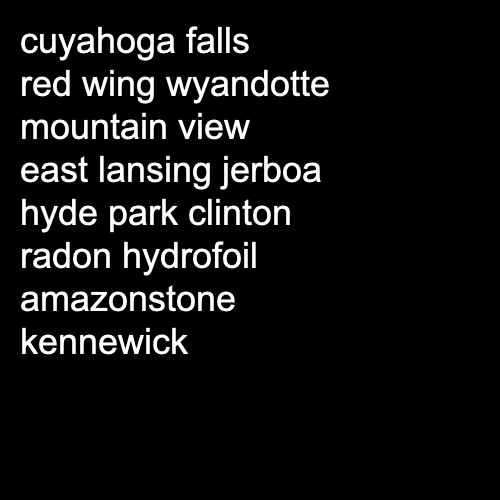 cuyahoga falls
red wing wyandotte
mountain view
east lansing jerboa
hyde park clinton
radon hydrofoil
amazonstone
kennewick